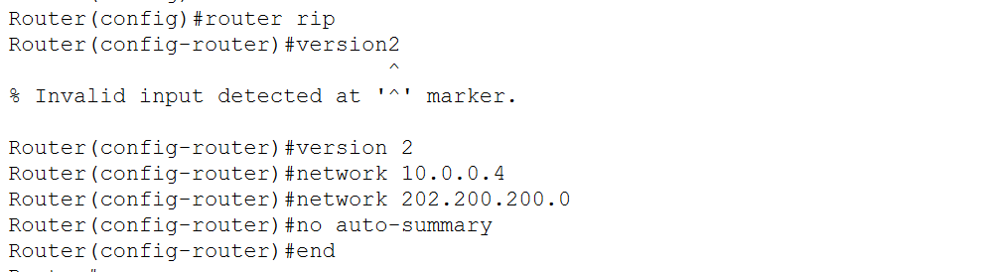 Router(config)#router rip
Router(config-router)#version2
^
% Invalid input detected at '^' marker.
Router(config-router)#version 2
Router(config-router)#network 10.0.0.4
Router(config-router)#network 202.200.200.0
Router(config-router)#no auto-summary
Router(config-router)#end